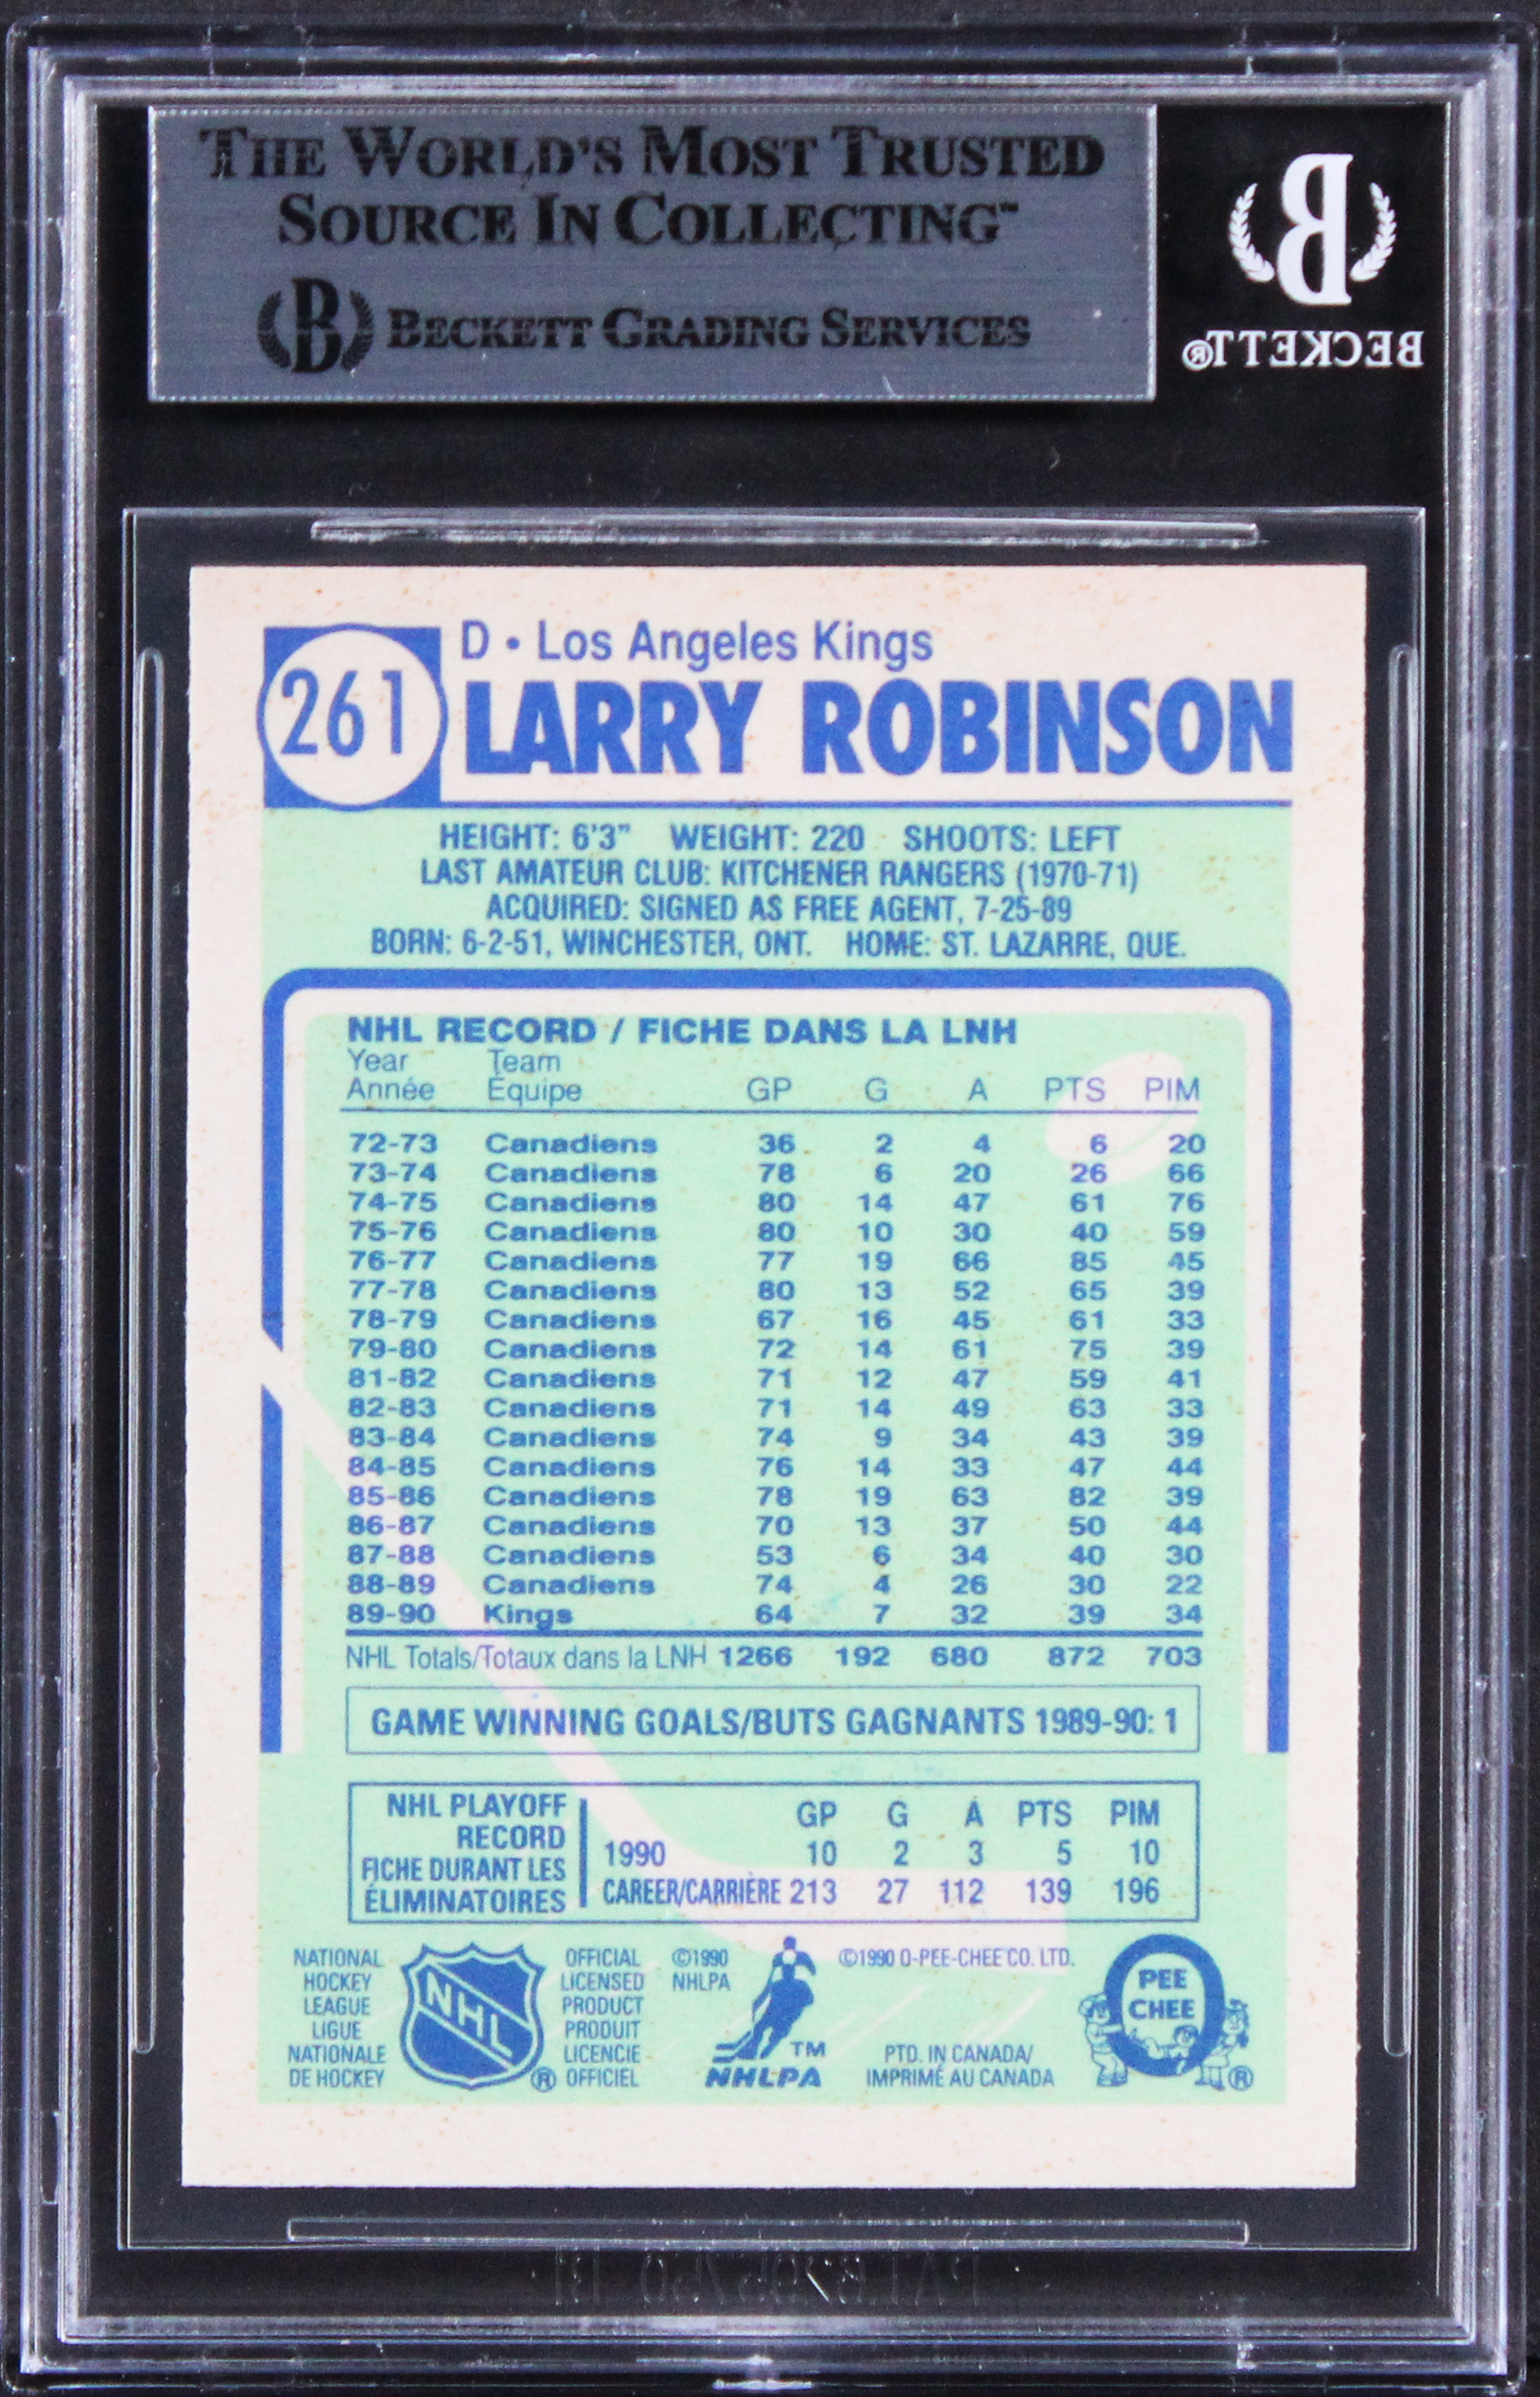 THE WORLD'S MOST TRUSTED
SOURCE IN COLLECTING™
B BECKETT GRADING SERVICES
B
BECKETT®
261
D • Los Angeles Kings
LARRY ROBINSON
HEIGHT: 6'3" WEIGHT: 220 SHOOTS: LEFT
LAST AMATEUR CLUB: KITCHENER RANGERS (1970-71)
ACQUIRED: SIGNED AS FREE AGENT, 7-25-89
BORN: 6-2-51, WINCHESTER, ONT. HOME: ST. LAZARRE, QUE.
NHL RECORD / FICHE DANS LA LNH
Year Team
Année Équipe GP G A PTS PIM
72-73 Canadiens 36 2 4 6 20
73-74 Canadiens 78 6 20 26 66
74-75 Canadiens 80 14 47 61 76
75-76 Canadiens 80 10 30 40 59
76-77 Canadiens 77 19 66 85 45
77-78 Canadiens 80 13 52 65 39
78-79 Canadiens 67 16 45 61 33
79-80 Canadiens 72 14 61 75 39
81-82 Canadiens 71 12 47 59 41
82-83 Canadiens 71 14 49 63 33
83-84 Canadiens 74 9 34 43 39
84-85 Canadiens 76 14 33 47 44
85-86 Canadiens 78 19 63 82 39
86-87 Canadiens 70 13 37 50 44
87-88 Canadiens 53 6 34 40 30
88-89 Canadiens 74 4 26 30 22
89-90 Kings 64 7 32 39 34
NHL Totals/Totaux dans la LNH 1266 192 680 872 703
GAME WINNING GOALS/BUTS GAGNANTS 1989-90: 1
NHL PLAYOFF
RECORD
FICHE DURANT LES
ÉLIMINATOIRES
GP G A PTS PIM
1990 10 2 3 5 10
CAREER/CARRIÈRE 213 27 112 139 196
NATIONAL
HOCKEY
LEAGUE
LIGUE
NATIONALE
DE HOCKEY
NHL
®
OFFICIAL
LICENSED
PRODUCT
PRODUIT
LICENCIE
OFFICIEL
©1990
NHLPA
TM
NHLPA
©1990 O-PEE-CHEE CO. LTD.
PTD. IN CANADA/
IMPRIMÉ AU CANADA
O
PEE
CHEE
®